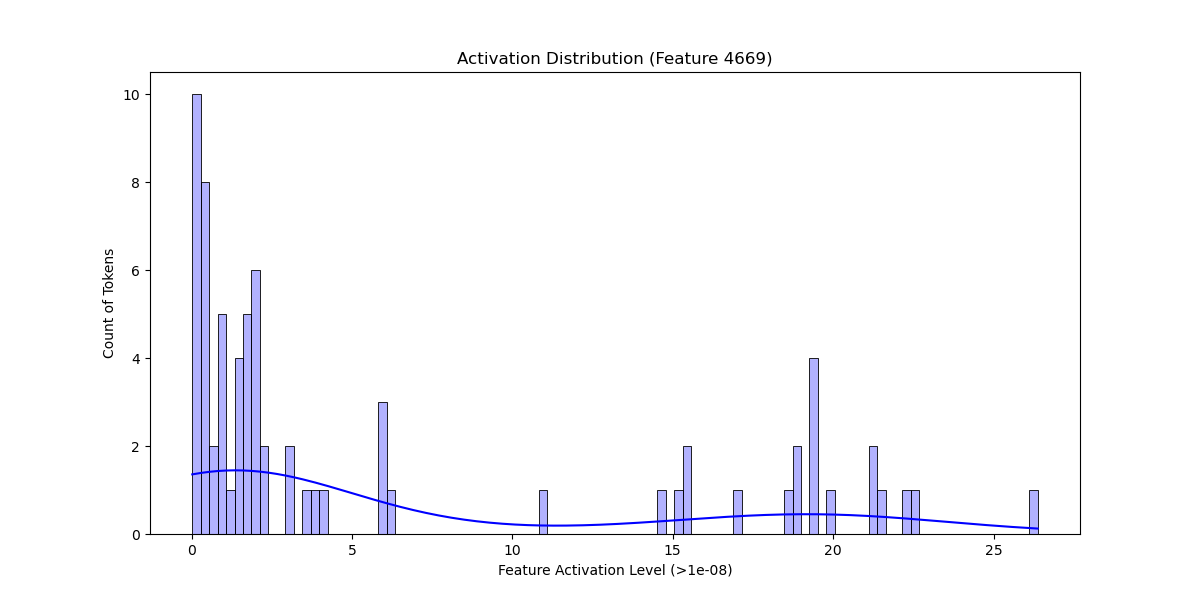 Activation Distribution (Feature 4669)
10
8
6
4
2
0
Count of Tokens
0 5 10 15 20 25
Feature Activation Level (>1e-08)